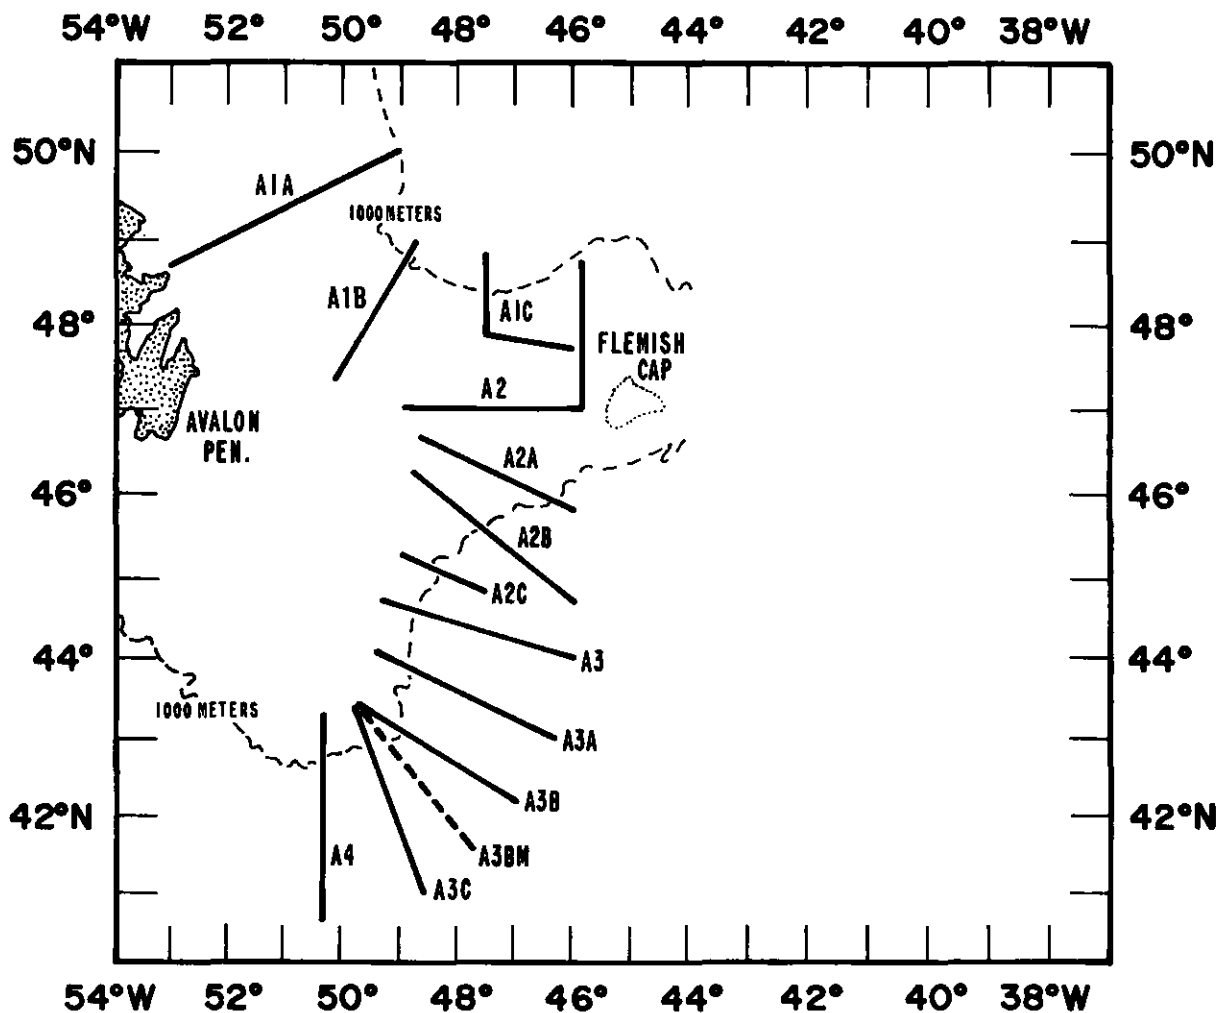 54°W 52° 50° 48° 46° 44° 42° 40° 38°W
50°N 50°N
A1A
1000 METERS
A1B
A1C
48° 48°
FLEMISH
CAP
A2
AVALON
PEN.
A2A
46° 46°
A2B
A2C
44° 44°
A3
1000 METERS
A3A
A3B
42°N 42°N
A4
A3BM
A3C
54°W 52° 50° 48° 46° 44° 42° 40° 38°W